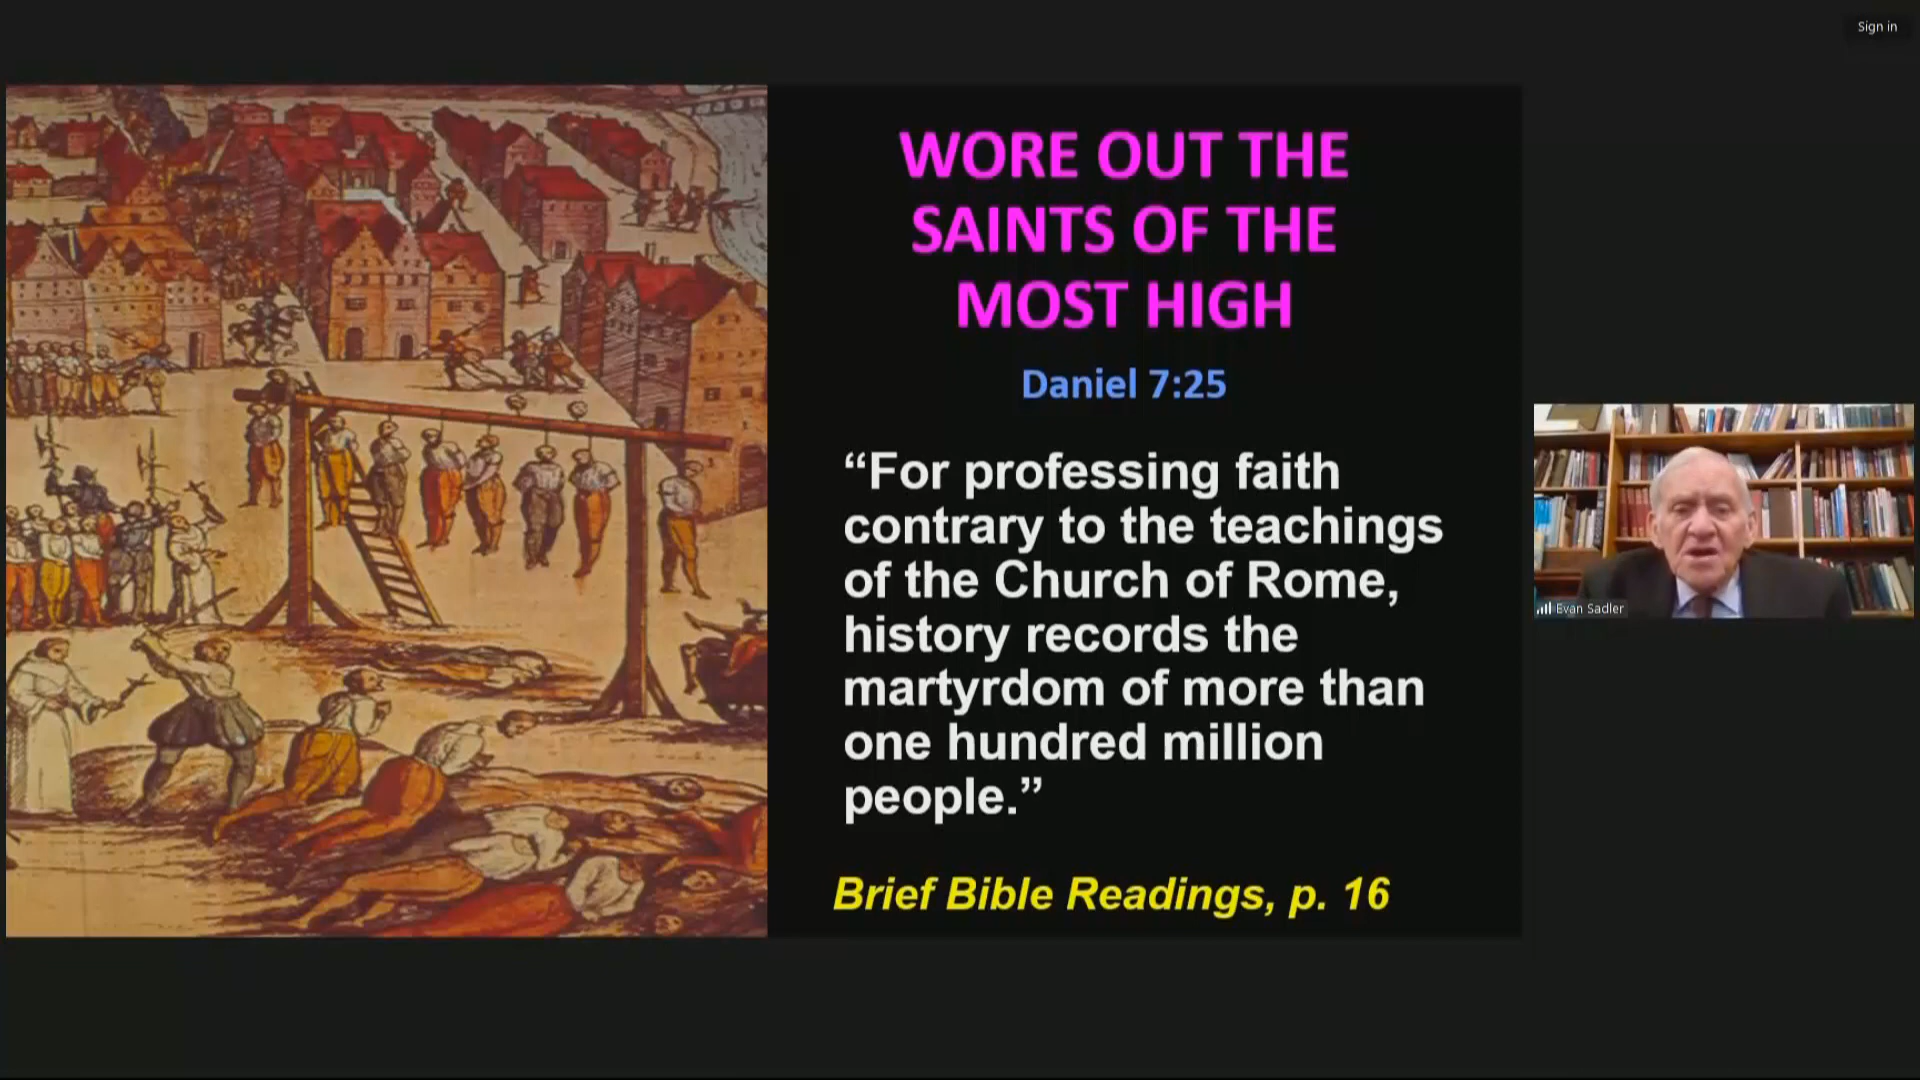 Sign in
WORE OUT THE
SAINTS OF THE
MOST HIGH
Daniel 7:25
“For professing faith
contrary to the teachings
of the Church of Rome,
history records the
martyrdom of more than
one hundred million
people.”
Brief Bible Readings, p. 16
Evan Sadler